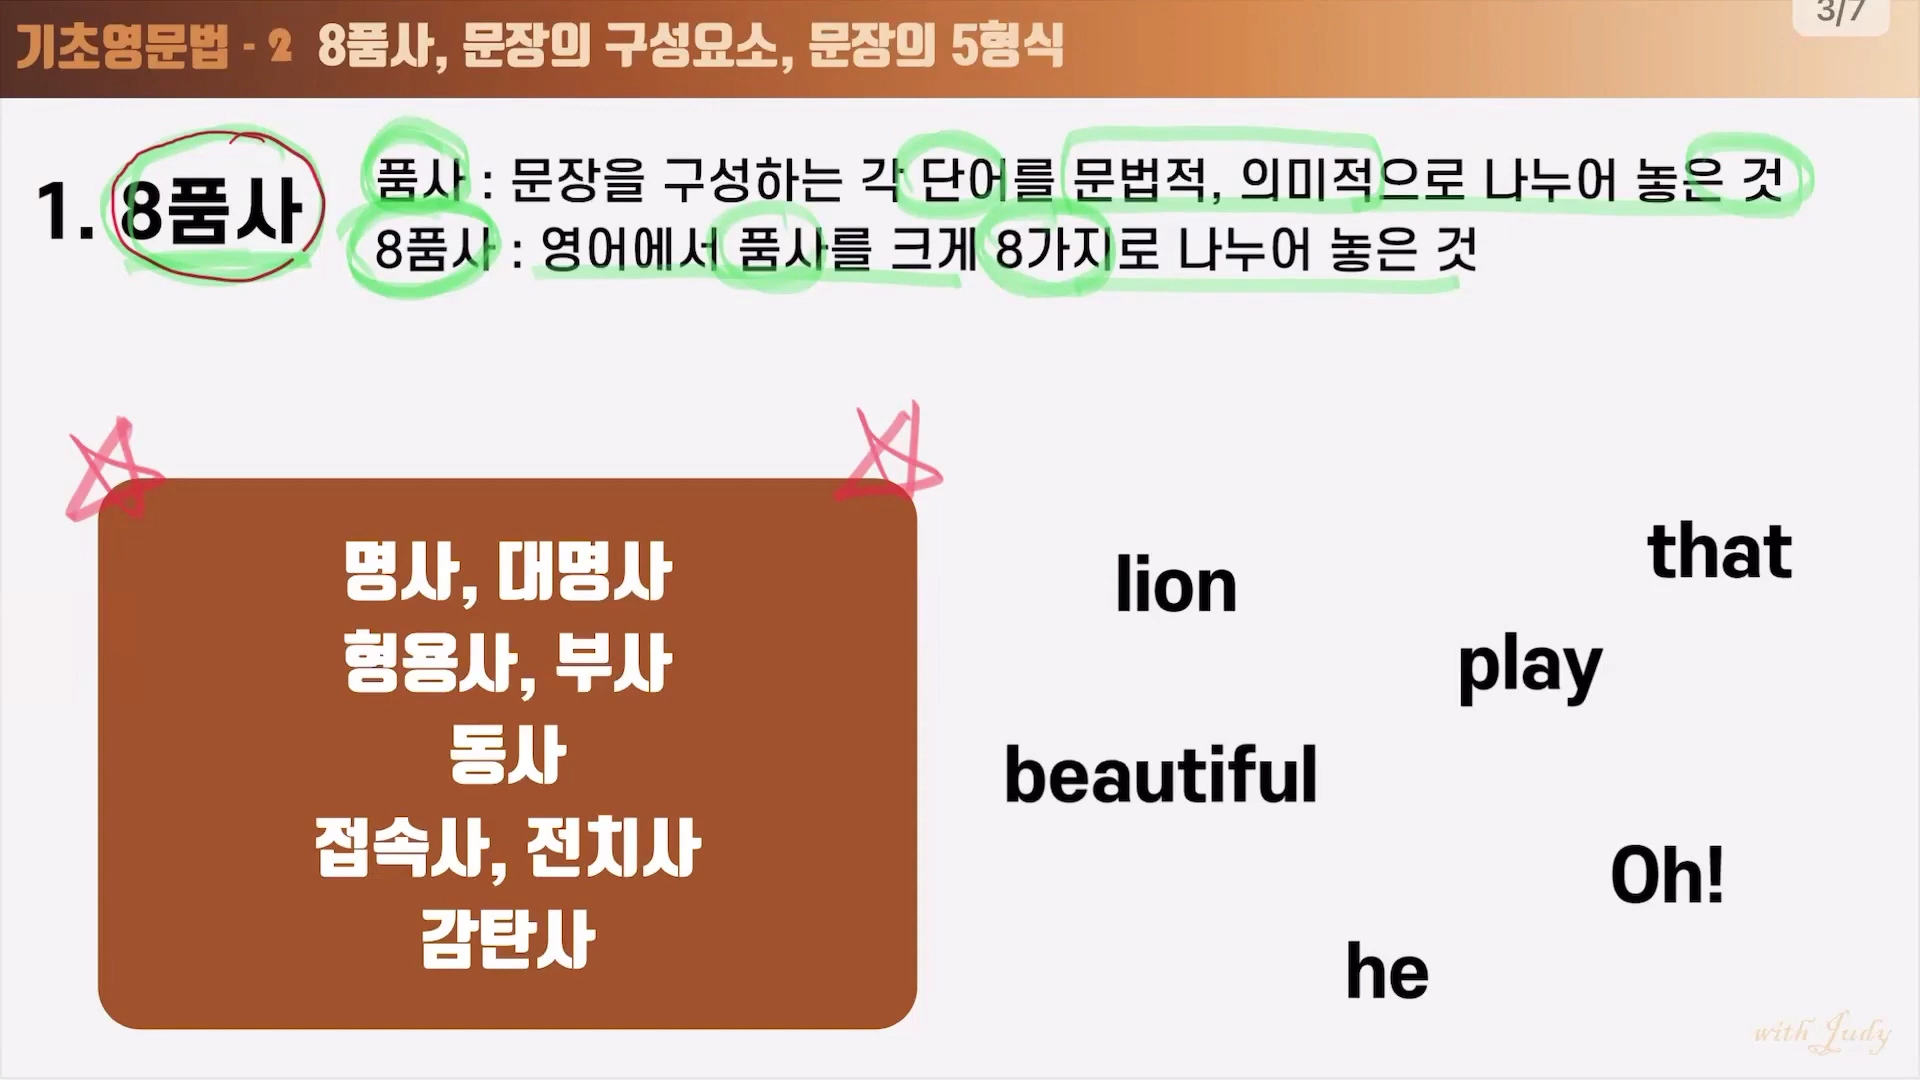 기초영문법 - 2 8품사, 문장의 구성요소, 문장의 5형식
3/7
1. 8품사
품사 : 문장을 구성하는 각 단어를 문법적, 의미적으로 나누어 놓은 것
8품사 : 영어에서 품사를 크게 8가지로 나누어 놓은 것
명사, 대명사
형용사, 부사
동사
접속사, 전치사
감탄사
that
lion
play
beautiful
Oh!
he
with Judy